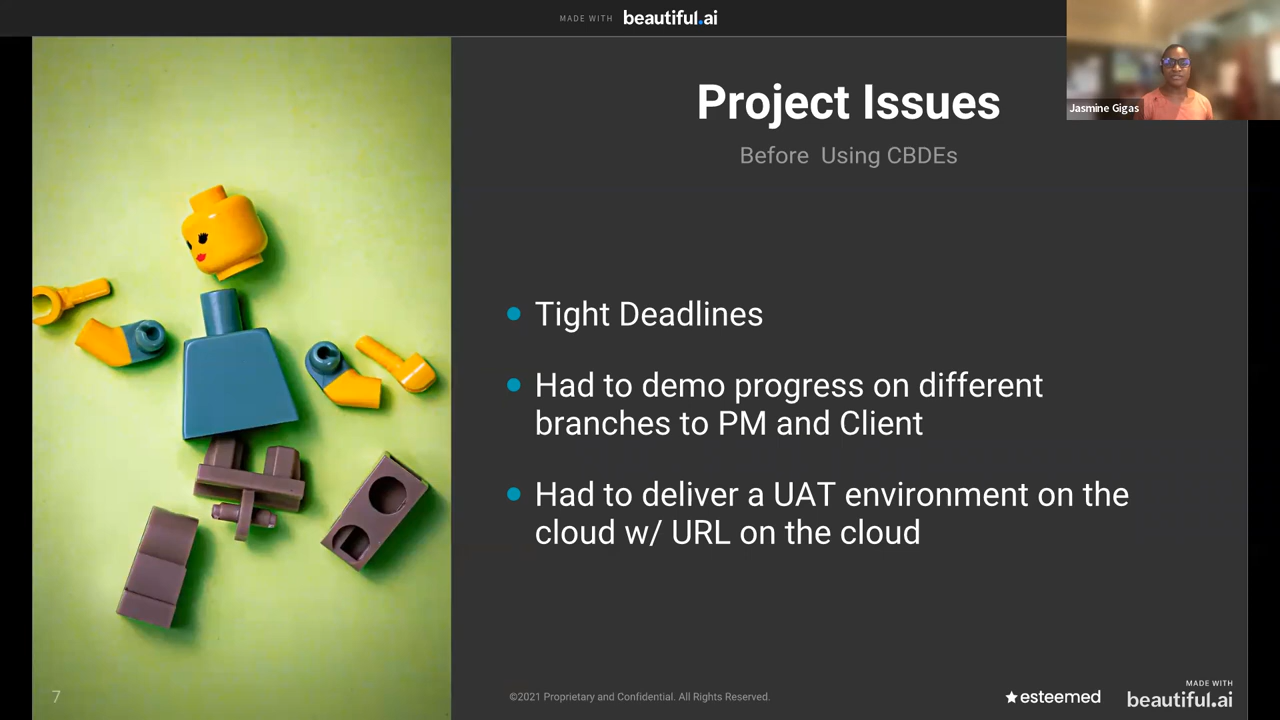 MADE WITH beautiful.ai
Jasmine Gigas
Project Issues
Before Using CBDEs
Tight Deadlines
Had to demo progress on different
branches to PM and Client
Had to deliver a UAT environment on the
cloud w/ URL on the cloud
7
©2021 Proprietary and Confidential. All Rights Reserved.
esteemed
MADE WITH
beautiful.ai